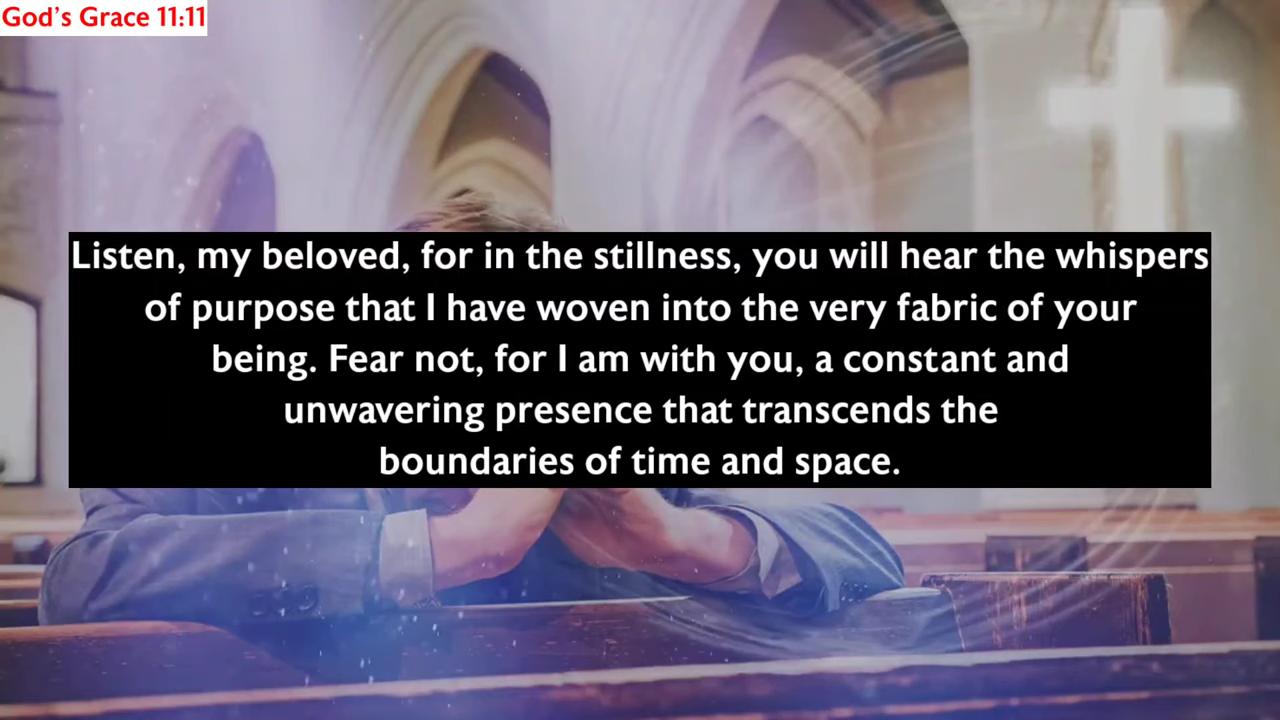 God's Grace 11:11
Listen, my beloved, for in the stillness, you will hear the whispers
of purpose that I have woven into the very fabric of your
being. Fear not, for I am with you, a constant and
unwavering presence that transcends the
boundaries of time and space.